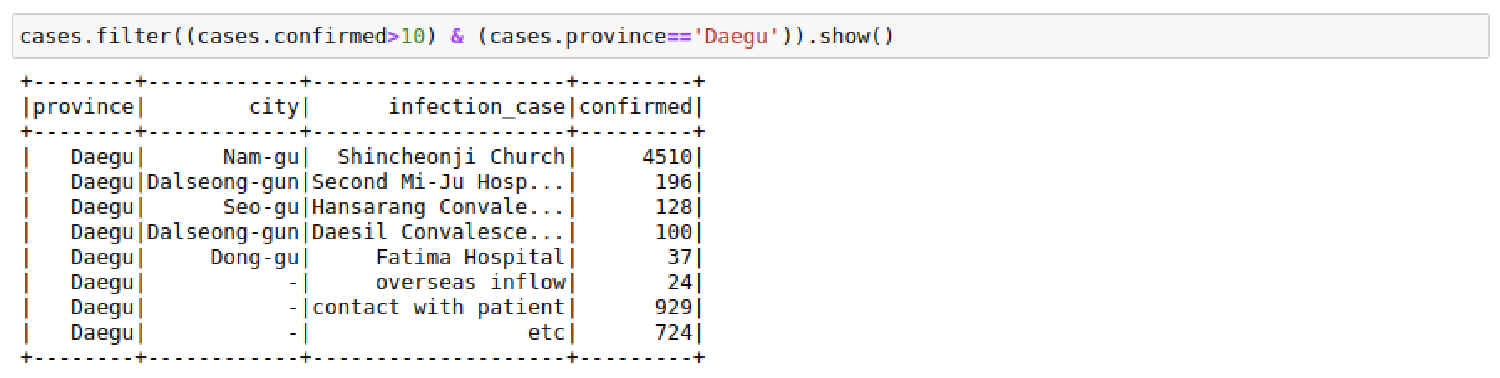 cases.filter((cases.confirmed>10) & (cases.province=='Daegu')).show()
+--------+------------+--------------------+---------+
|province|        city|      infection_case|confirmed|
+--------+------------+--------------------+---------+
|   Daegu|      Nam-gu|  Shincheonji Church|     4510|
|   Daegu|Dalseong-gun|Second Mi-Ju Hosp...|      196|
|   Daegu|      Seo-gu|Hansarang Convale...|      128|
|   Daegu|Dalseong-gun|Daesil Convalesce...|      100|
|   Daegu|     Dong-gu|     Fatima Hospital|       37|
|   Daegu|           -|     overseas inflow|       24|
|   Daegu|           -|contact with patient|      929|
|   Daegu|           -|                 etc|      724|
+--------+------------+--------------------+---------+